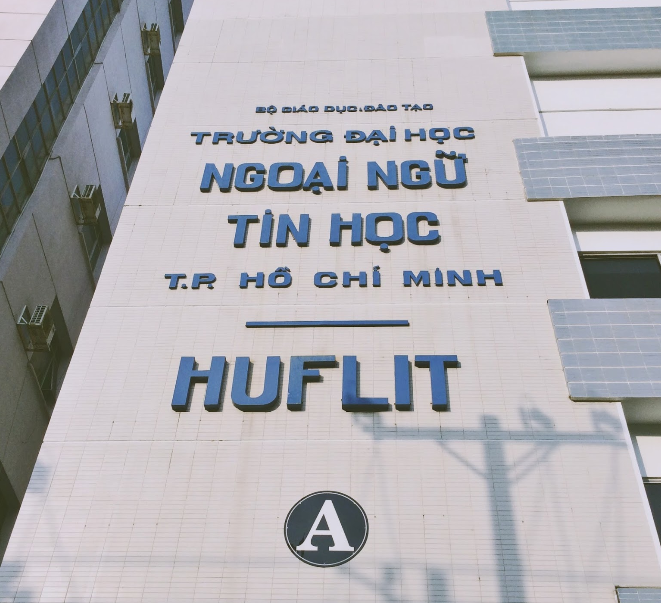 BỘ GIÁO DỤC & ĐÀO TẠO
TRƯỜNG ĐẠI HỌC
NGOẠI NGỮ
TIN HỌC
T.P. HỒ CHÍ MINH
HUFLIT
A